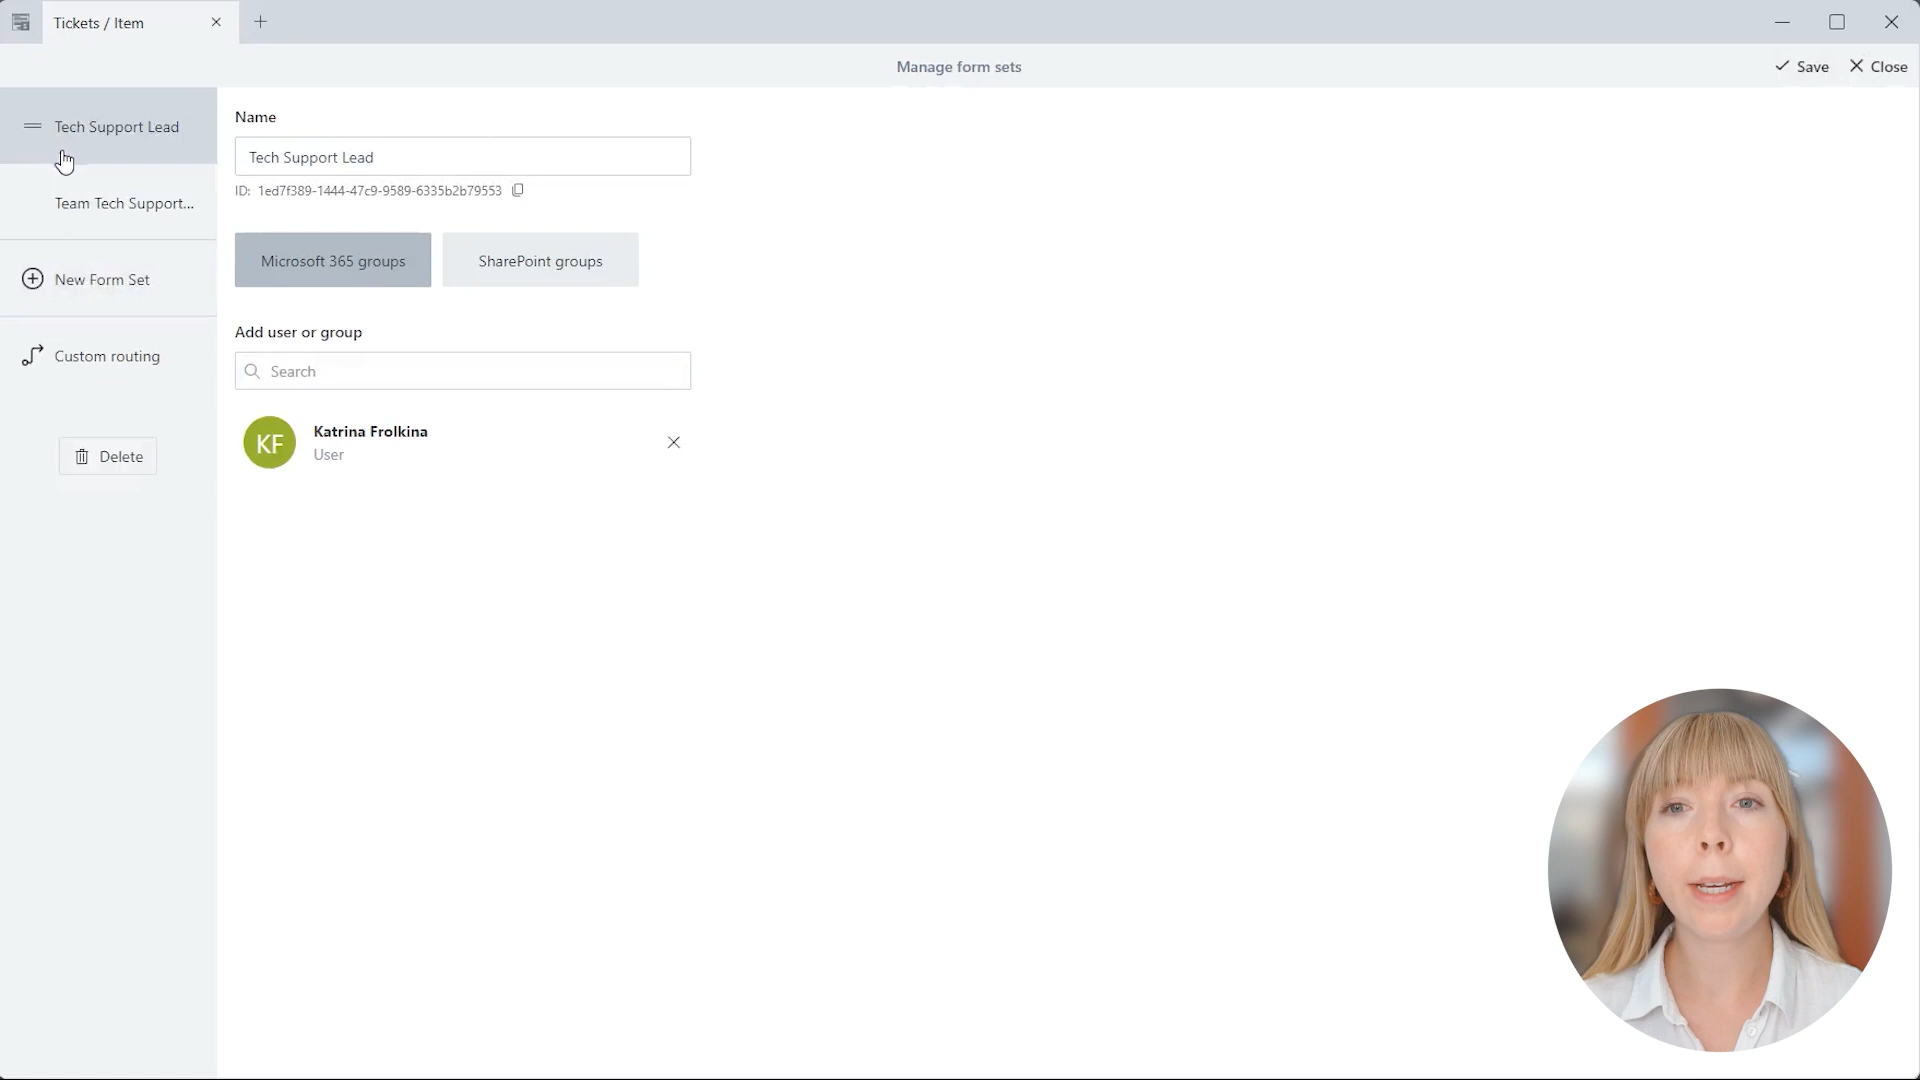 Tickets / Item
Manage form sets
Save
Close
Tech Support Lead
Team Tech Support...
New Form Set
Custom routing
Delete
Name
Tech Support Lead
ID: 1ed7f389-1444-47c9-9589-6335b2b79553
Microsoft 365 groups
SharePoint groups
Add user or group
Search
KF
Katrina Frolkina
User